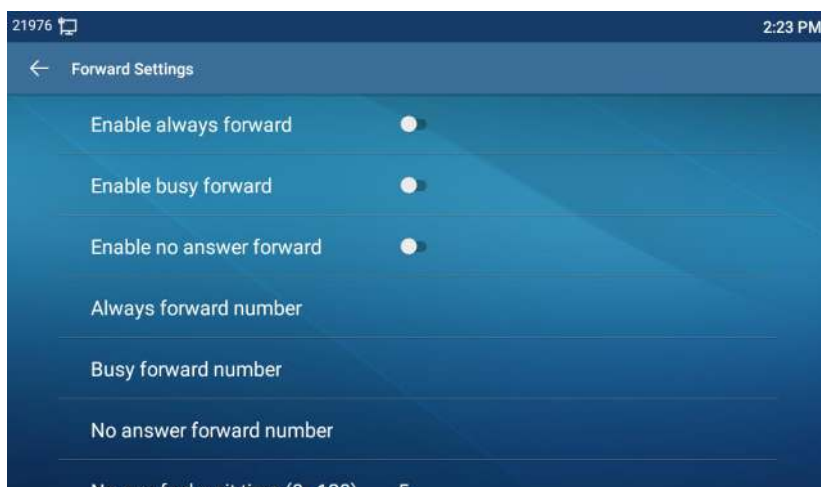 21976
2:23 PM
Forward Settings
Enable always forward
Enable busy forward
Enable no answer forward
Always forward number
Busy forward number
No answer forward number